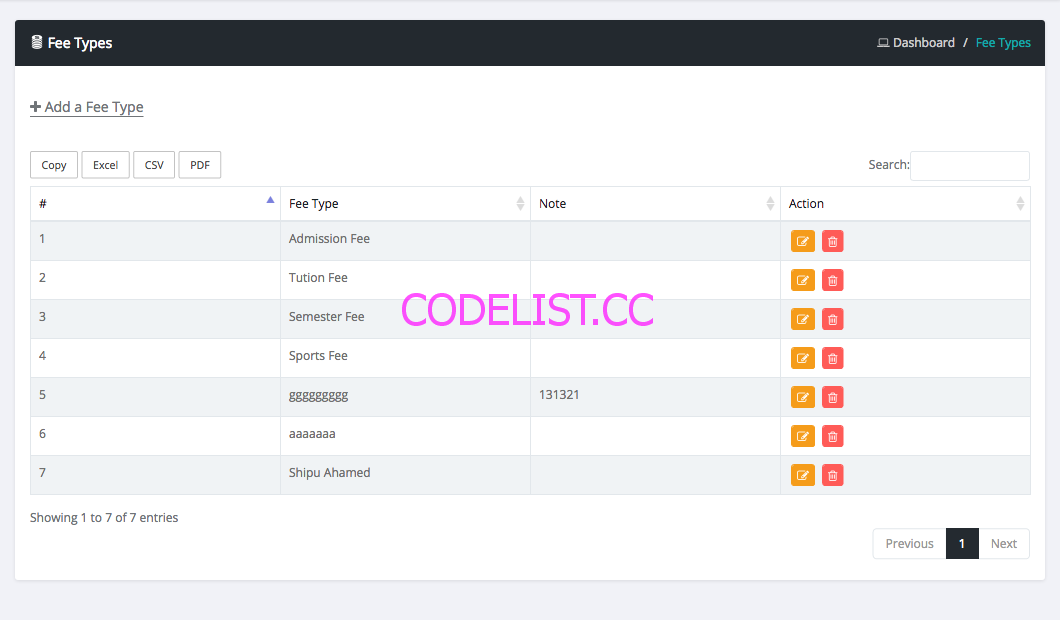 Fee Types
Dashboard / Fee Types
+ Add a Fee Type
Copy Excel CSV PDF
Search:
# Fee Type Note Action
1 Admission Fee
2 Tution Fee
CODELIST.CC
3 Semester Fee
4 Sports Fee
5 ggggggggg 131321
6 aaaaaaa
7 Shipu Ahamed
Showing 1 to 7 of 7 entries
Previous 1 Next